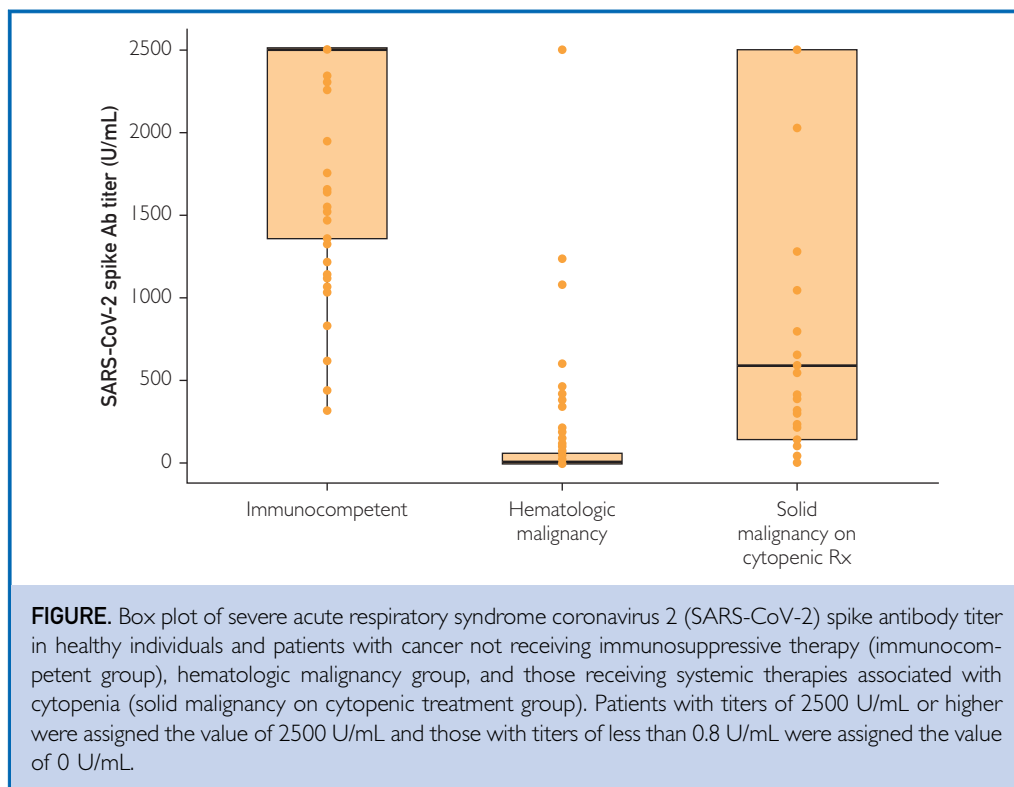 SARS-CoV-2 spike Ab titer (U/mL)
2500
2000
1500
1000
500
0
Immunocompetent
Hematologic
malignancy
Solid
malignancy on
cytopenic Rx
FIGURE. Box plot of severe acute respiratory syndrome coronavirus 2 (SARS-CoV-2) spike antibody titer
in healthy individuals and patients with cancer not receiving immunosuppressive therapy (immunocom-
petent group), hematologic malignancy group, and those receiving systemic therapies associated with
cytopenia (solid malignancy on cytopenic treatment group). Patients with titers of 2500 U/mL or higher
were assigned the value of 2500 U/mL and those with titers of less than 0.8 U/mL were assigned the value
of 0 U/mL.